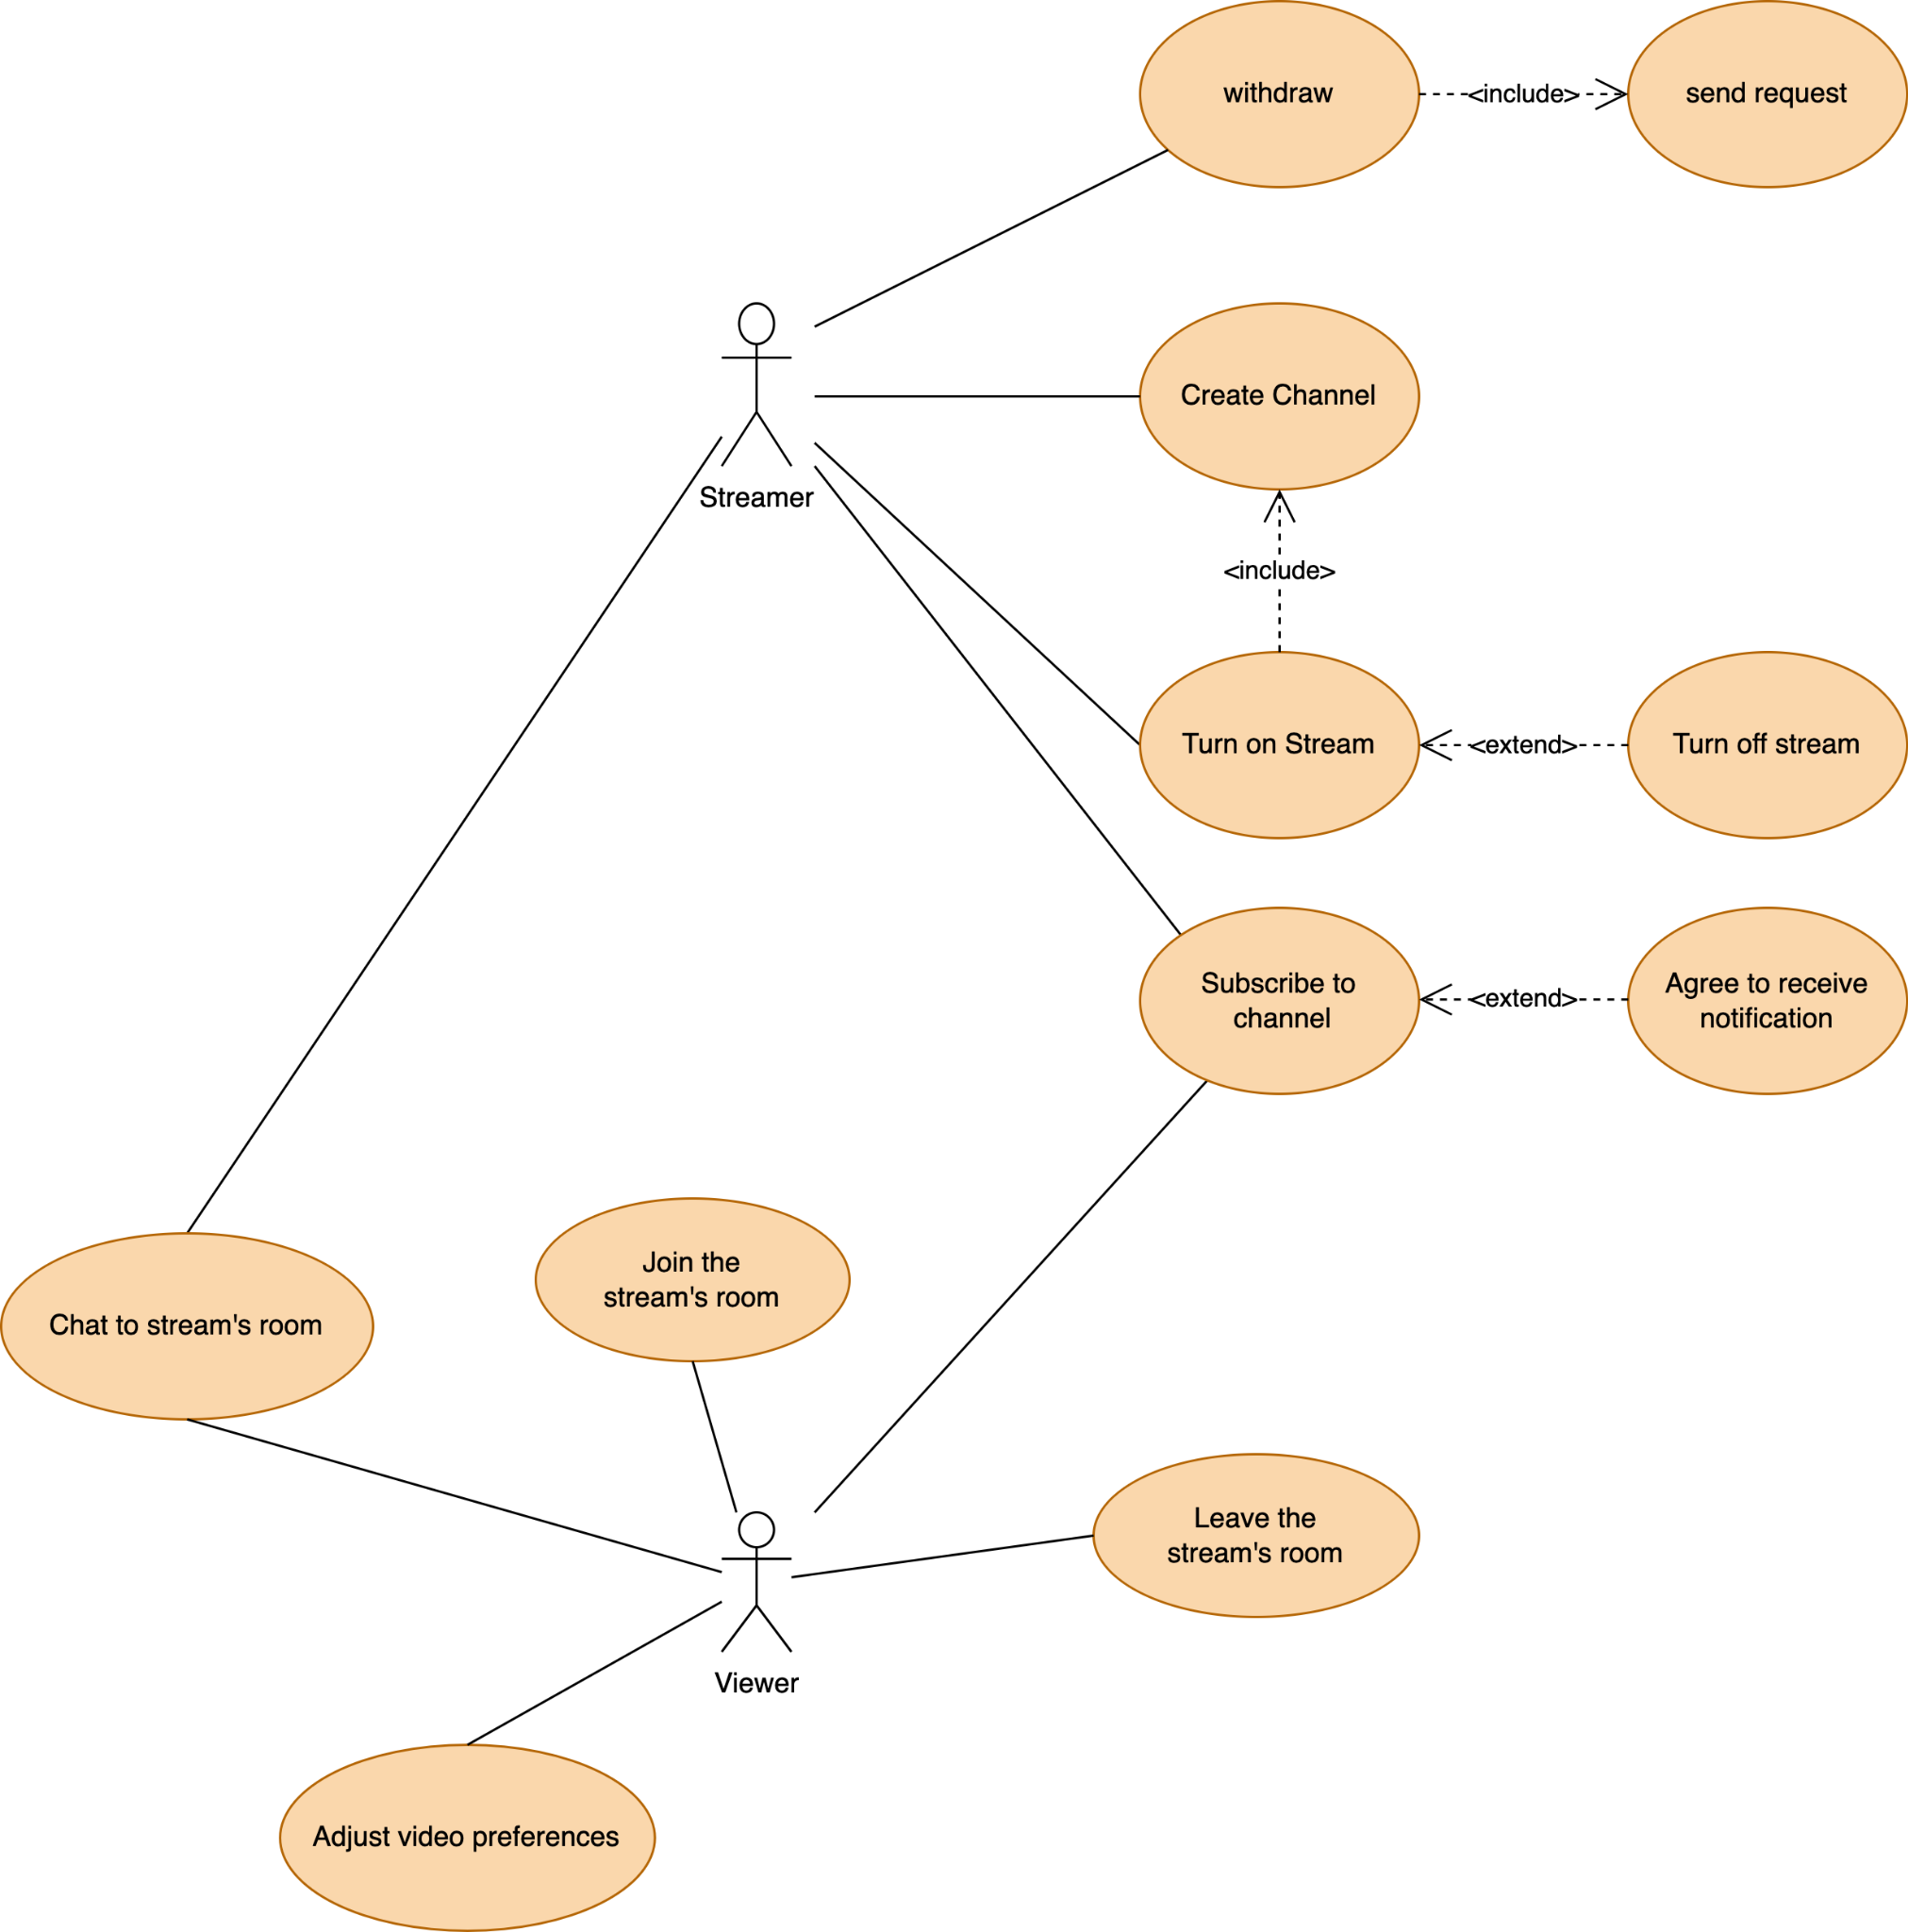 withdraw
<include>
send request
Create Channel
Streamer
<include>
Turn on Stream
<extend>
Turn off stream
Subscribe to
channel
<extend>
Agree to receive
notification
Join the
stream's room
Chat to stream's room
Leave the
stream's room
Viewer
Adjust video preferences